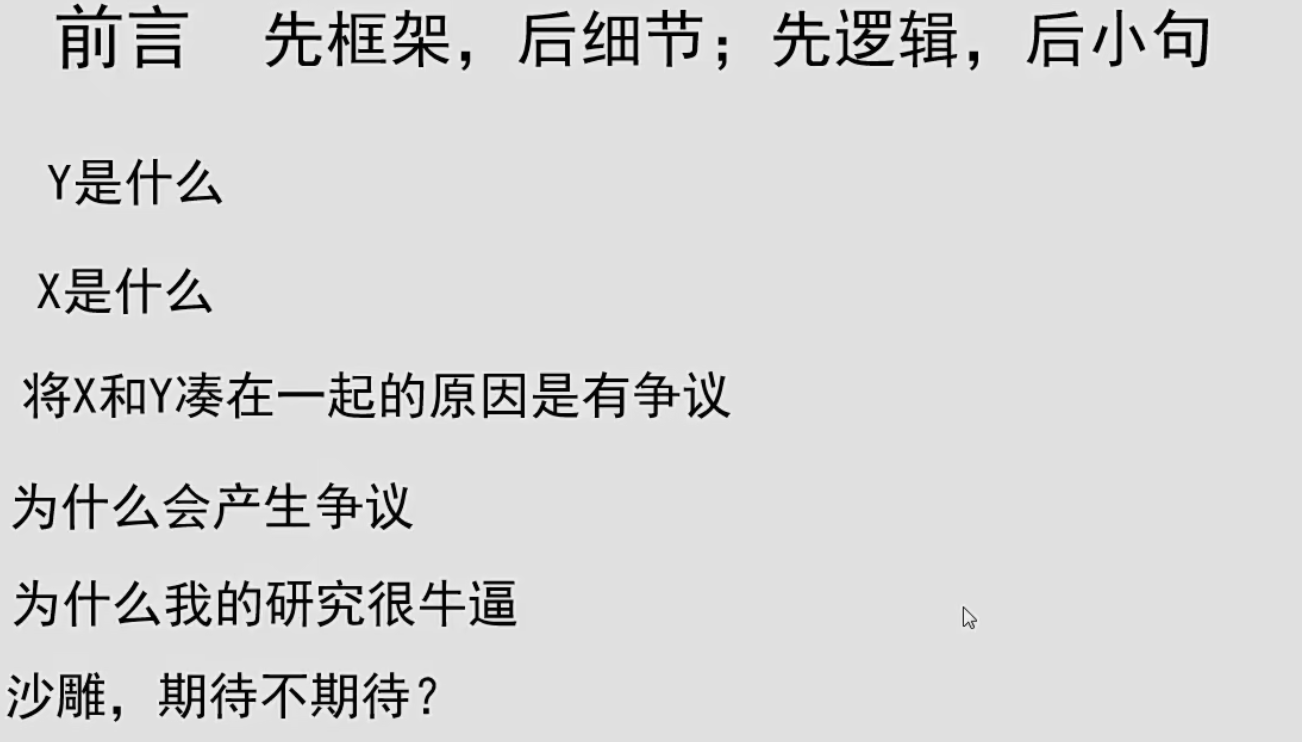 前言 先框架，后细节；先逻辑，后小句
Y是什么
X是什么
将X和Y凑在一起的原因是有争议
为什么会产生争议
为什么我的研究很牛逼
沙雕，期待不期待？